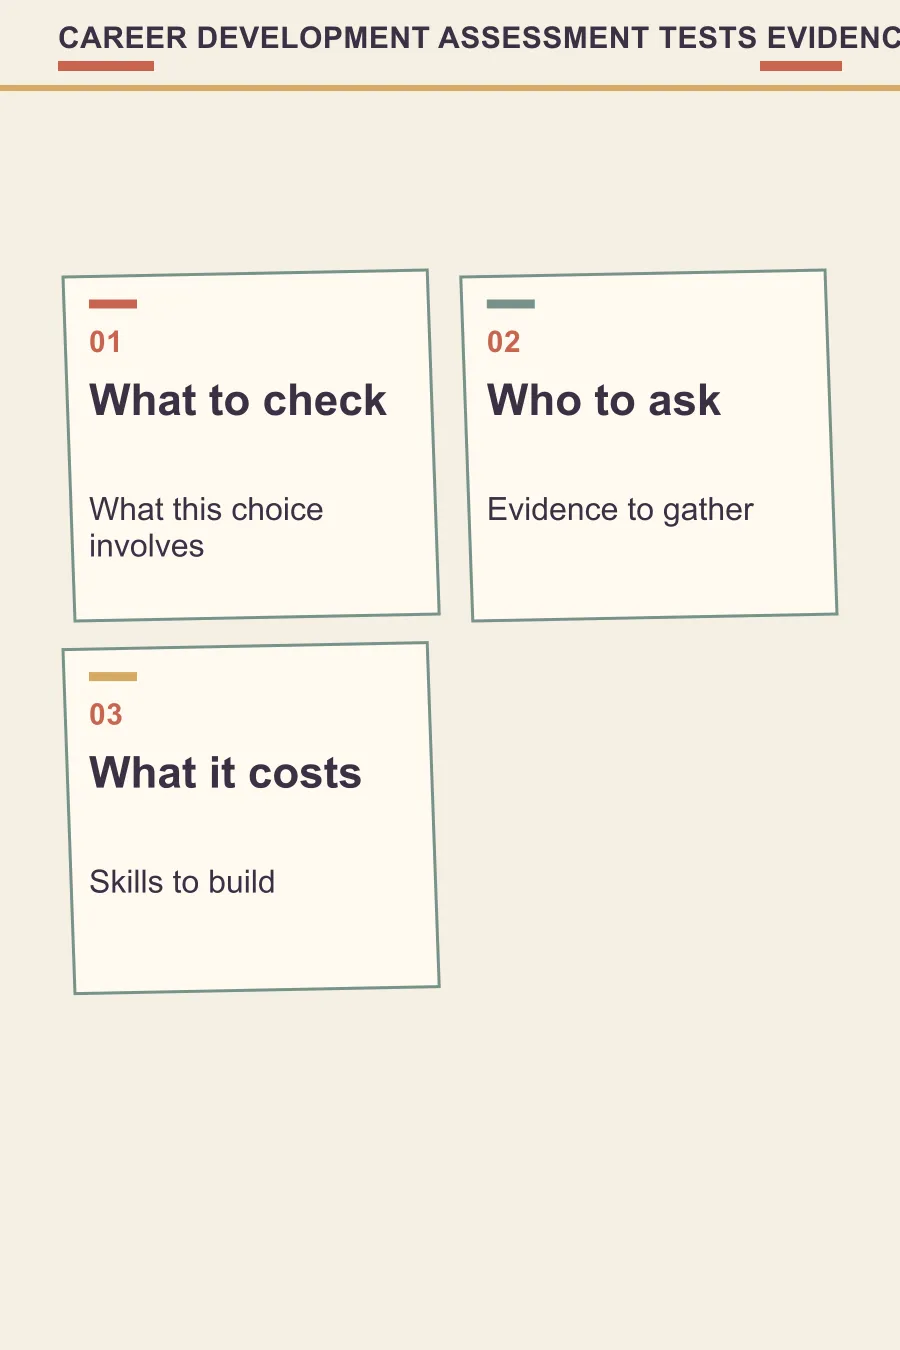 CAREER DEVELOPMENT ASSESSMENT TESTS EVIDENC
01
What to check
What this choice
involves
02
Who to ask
Evidence to gather
03
What it costs
Skills to build